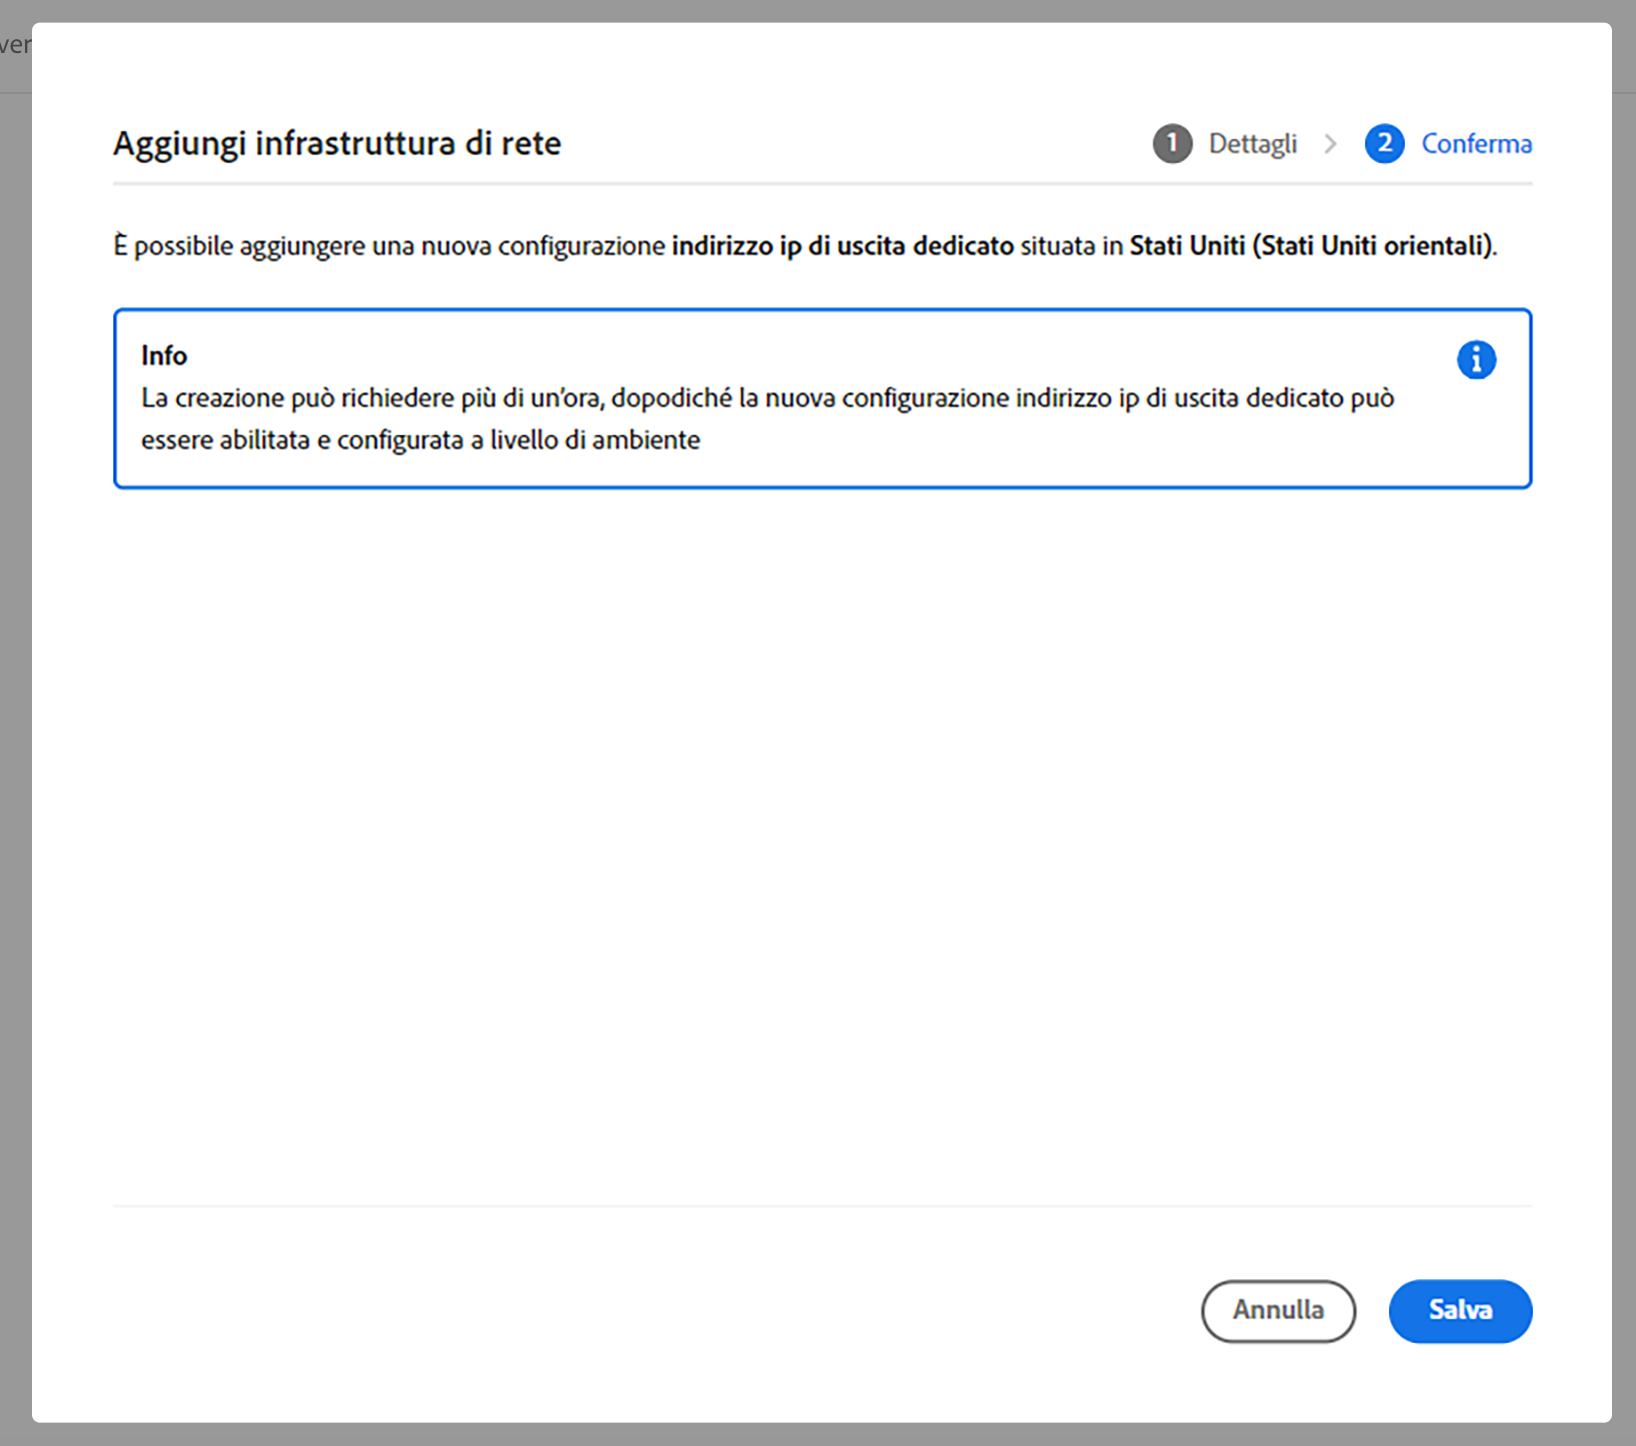 Aggiungi infrastruttura di rete
1 Dettagli > 2 Conferma
È possibile aggiungere una nuova configurazione indirizzo ip di uscita dedicato situata in Stati Uniti (Stati Uniti orientali).
Info
La creazione può richiedere più di un'ora, dopodiché la nuova configurazione indirizzo ip di uscita dedicato può
essere abilitata e configurata a livello di ambiente
Annulla
Salva